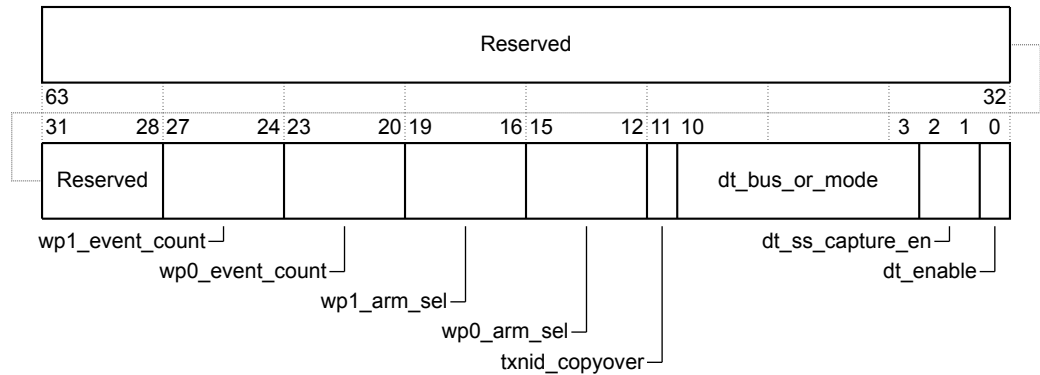 Reserved
63 32
31 28 27 24 23 20 19 16 15 12 11 10 3 2 1 0
Reserved dt_bus_or_mode
wp1_event_count dt_ss_capture_en
wp0_event_count dt_enable
wp1_arm_sel
wp0_arm_sel
txnid_copyover